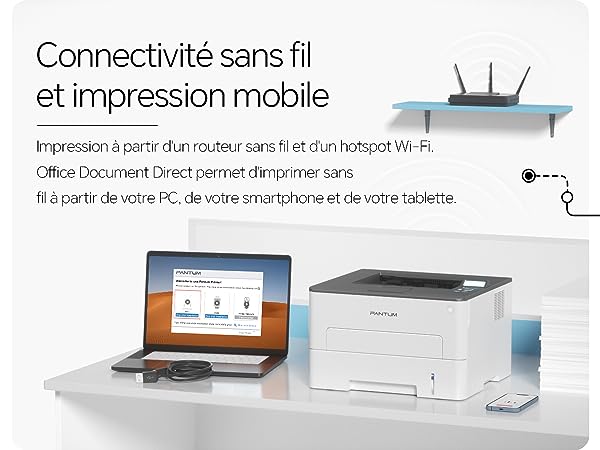 Connectivité sans fil
et impression mobile
Impression à partir d'un routeur sans fil et d'un hotspot Wi-Fi.
Office Document Direct permet d'imprimer sans
fil à partir de votre PC, de votre smartphone et de votre tablette.
PANTUM
PANTUM